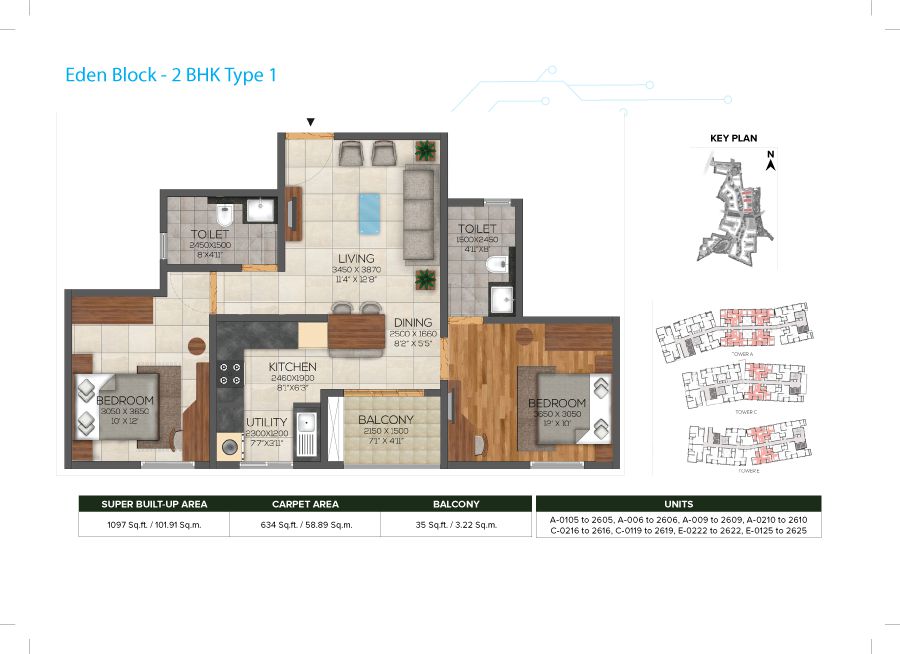 Eden Block - 2 BHK Type 1
KEY PLAN
N
TOILET
2450X1500
8'X4'11"
TOILET
1500X2450
4'11"X8'
LIVING
3450 X 3870
11'4" X 12'8"
DINING
2500 X 1660
8'2" X 5'5"
KITCHEN
2460X1900
8'1"X6'3"
BEDROOM
3050 X 3650
10' X 12'
UTILITY
2300X1200
7'7"X3'11"
BALCONY
2150 X 1500
7'1" X 4'11"
BEDROOM
3650 X 3050
12' X 10'
TOWER A
TOWER C
TOWER E
SUPER BUILT-UP AREA CARPET AREA BALCONY UNITS
1097 Sq.ft. / 101.91 Sq.m. 634 Sq.ft. / 58.89 Sq.m. 35 Sq.ft. / 3.22 Sq.m.
A-0105 to 2605, A-006 to 2606, A-009 to 2609, A-0210 to 2610
C-0216 to 2616, C-0119 to 2619, E-0222 to 2622, E-0125 to 2625